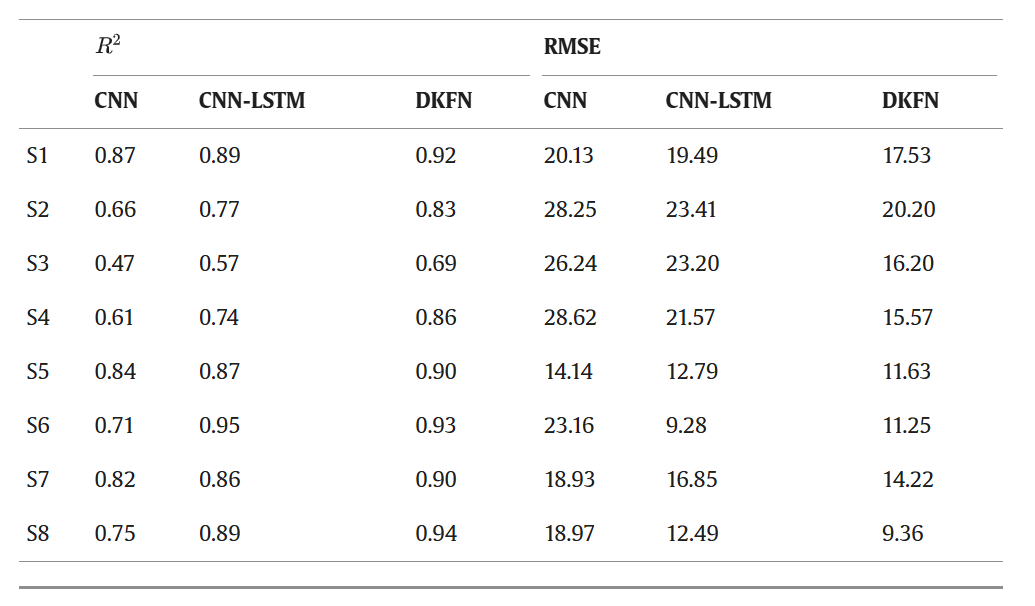 R² RMSE
CNN CNN-LSTM DKFN CNN CNN-LSTM DKFN
S1 0.87 0.89 0.92 20.13 19.49 17.53
S2 0.66 0.77 0.83 28.25 23.41 20.20
S3 0.47 0.57 0.69 26.24 23.20 16.20
S4 0.61 0.74 0.86 28.62 21.57 15.57
S5 0.84 0.87 0.90 14.14 12.79 11.63
S6 0.71 0.95 0.93 23.16 9.28 11.25
S7 0.82 0.86 0.90 18.93 16.85 14.22
S8 0.75 0.89 0.94 18.97 12.49 9.36